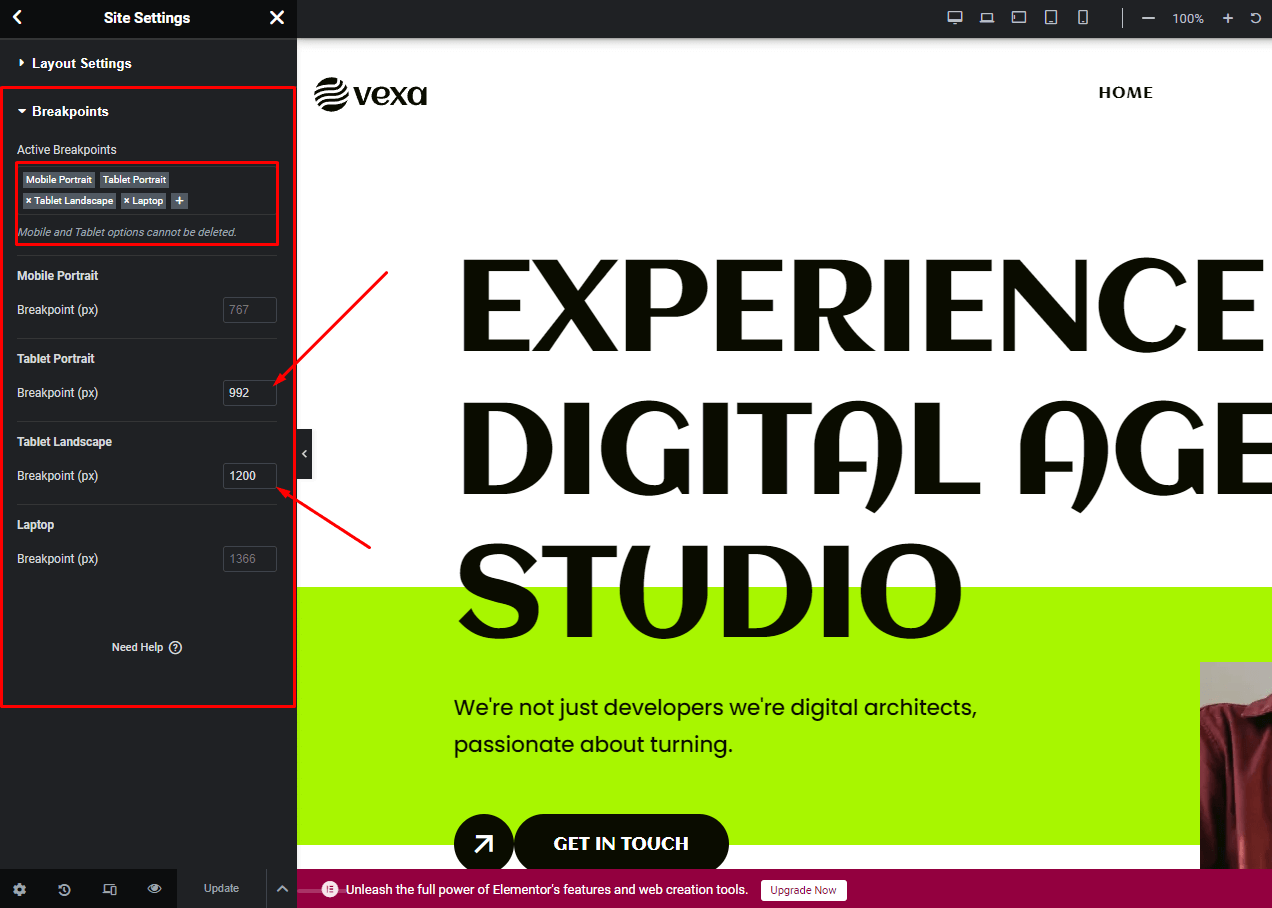 Site Settings
100%
Layout Settings
Breakpoints
Active Breakpoints
Mobile Portrait Tablet Portrait
× Tablet Landscape × Laptop +
Mobile and Tablet options cannot be deleted.
Mobile Portrait
Breakpoint (px) 767
Tablet Portrait
Breakpoint (px) 992
Tablet Landscape
Breakpoint (px) 1200
Laptop
Breakpoint (px) 1366
Need Help ?
Update
vexa
HOME
EXPERIENCE
DIGITAL AGE
STUDIO
We're not just developers we're digital architects,
passionate about turning.
GET IN TOUCH
Unleash the full power of Elementor's features and web creation tools. Upgrade Now